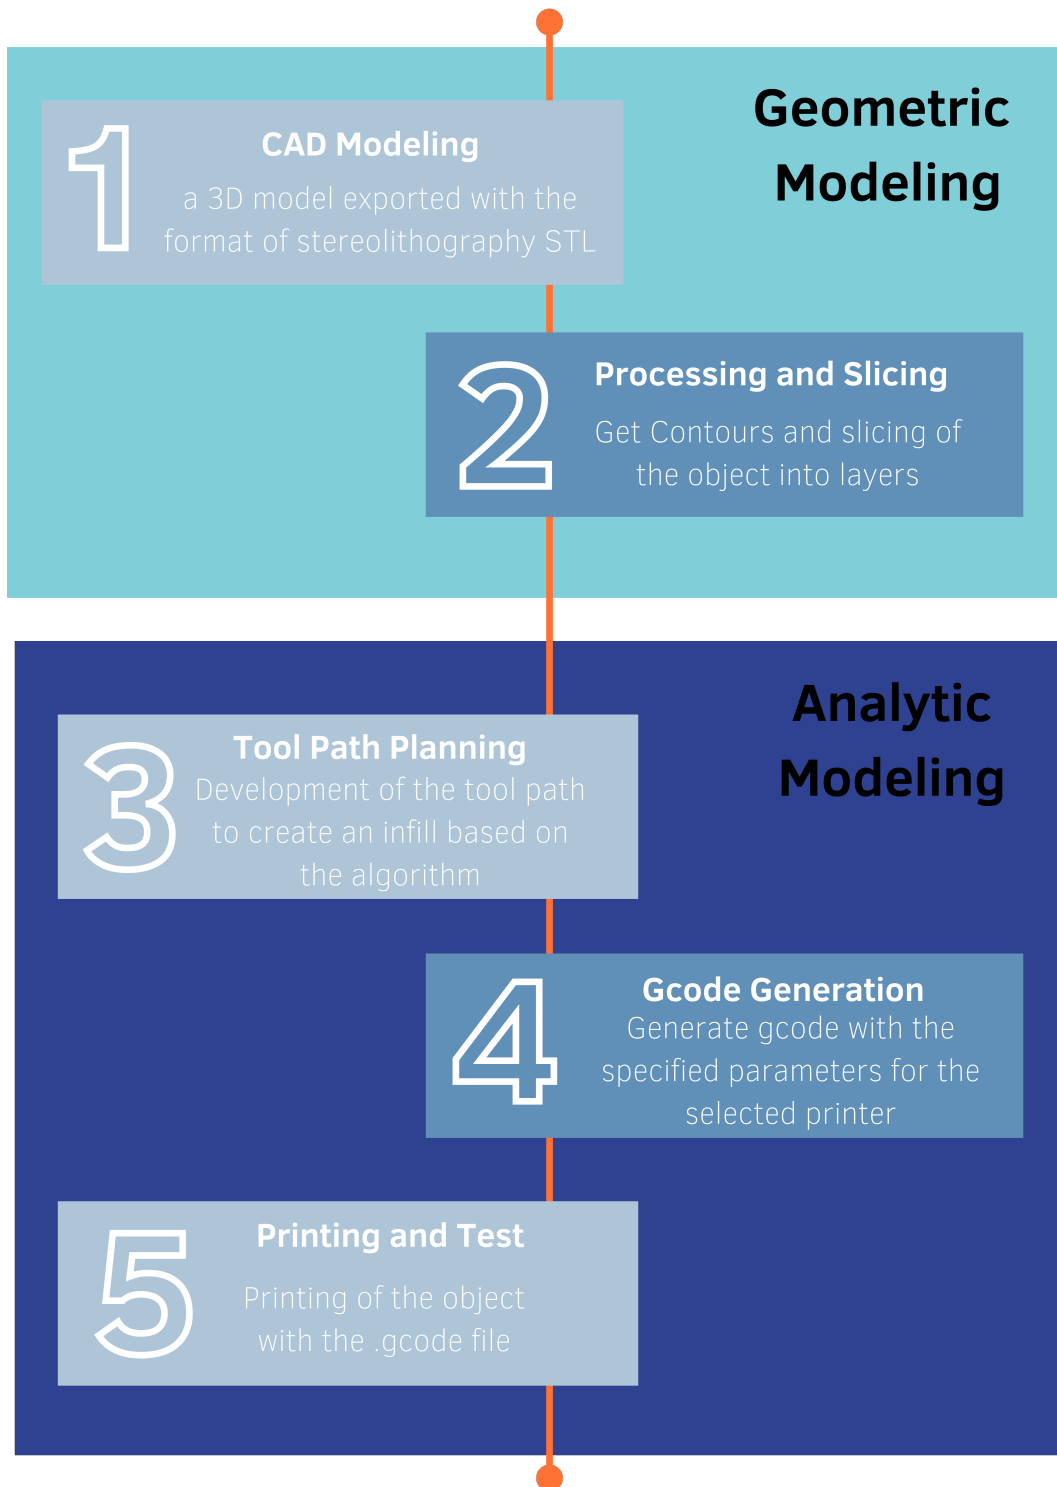 Geometric
Modeling
1
CAD Modeling
a 3D model exported with the
format of stereolithography STL
2
Processing and Slicing
Get Contours and slicing of
the object into layers
Analytic
Modeling
3
Tool Path Planning
Development of the tool path
to create an infill based on
the algorithm
4
Gcode Generation
Generate gcode with the
specified parameters for the
selected printer
5
Printing and Test
Printing of the object
with the .gcode file